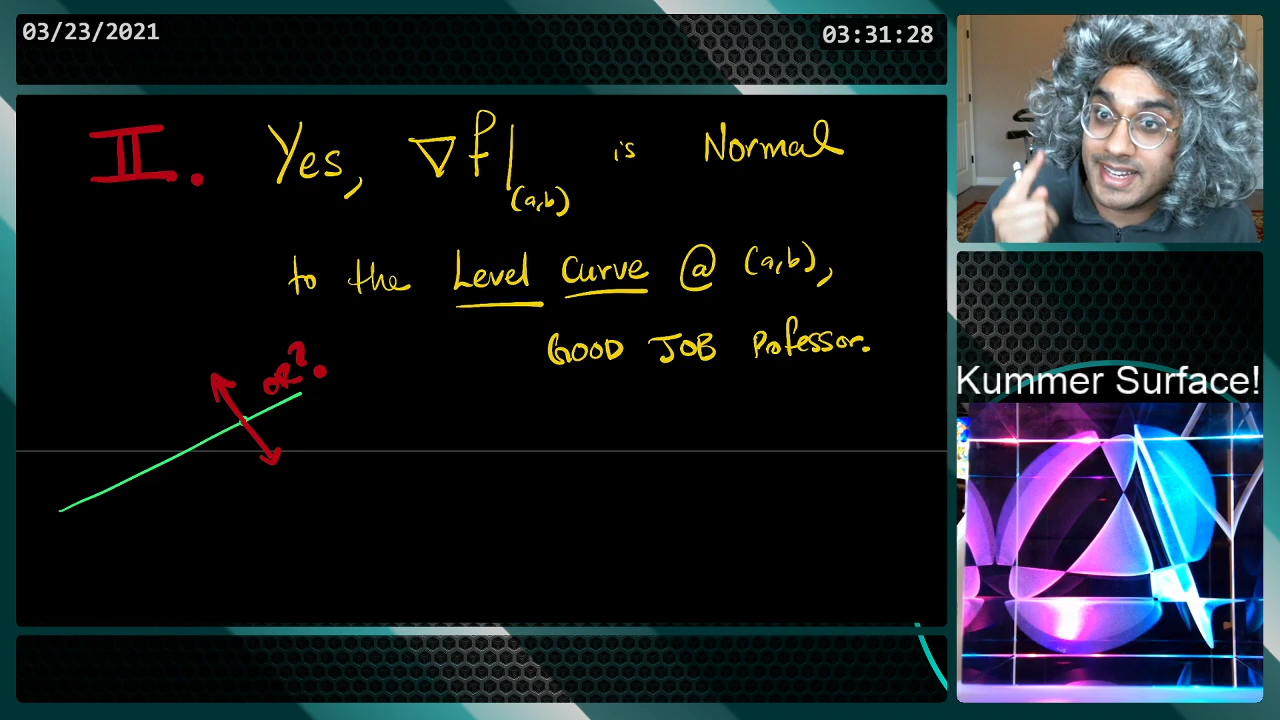 03/23/2021
03:31:28
II. Yes, ∇f|(a,b) is Normal
to the Level Curve @ (a,b),
GOOD JOB Professor.
OR?
Kummer Surface!